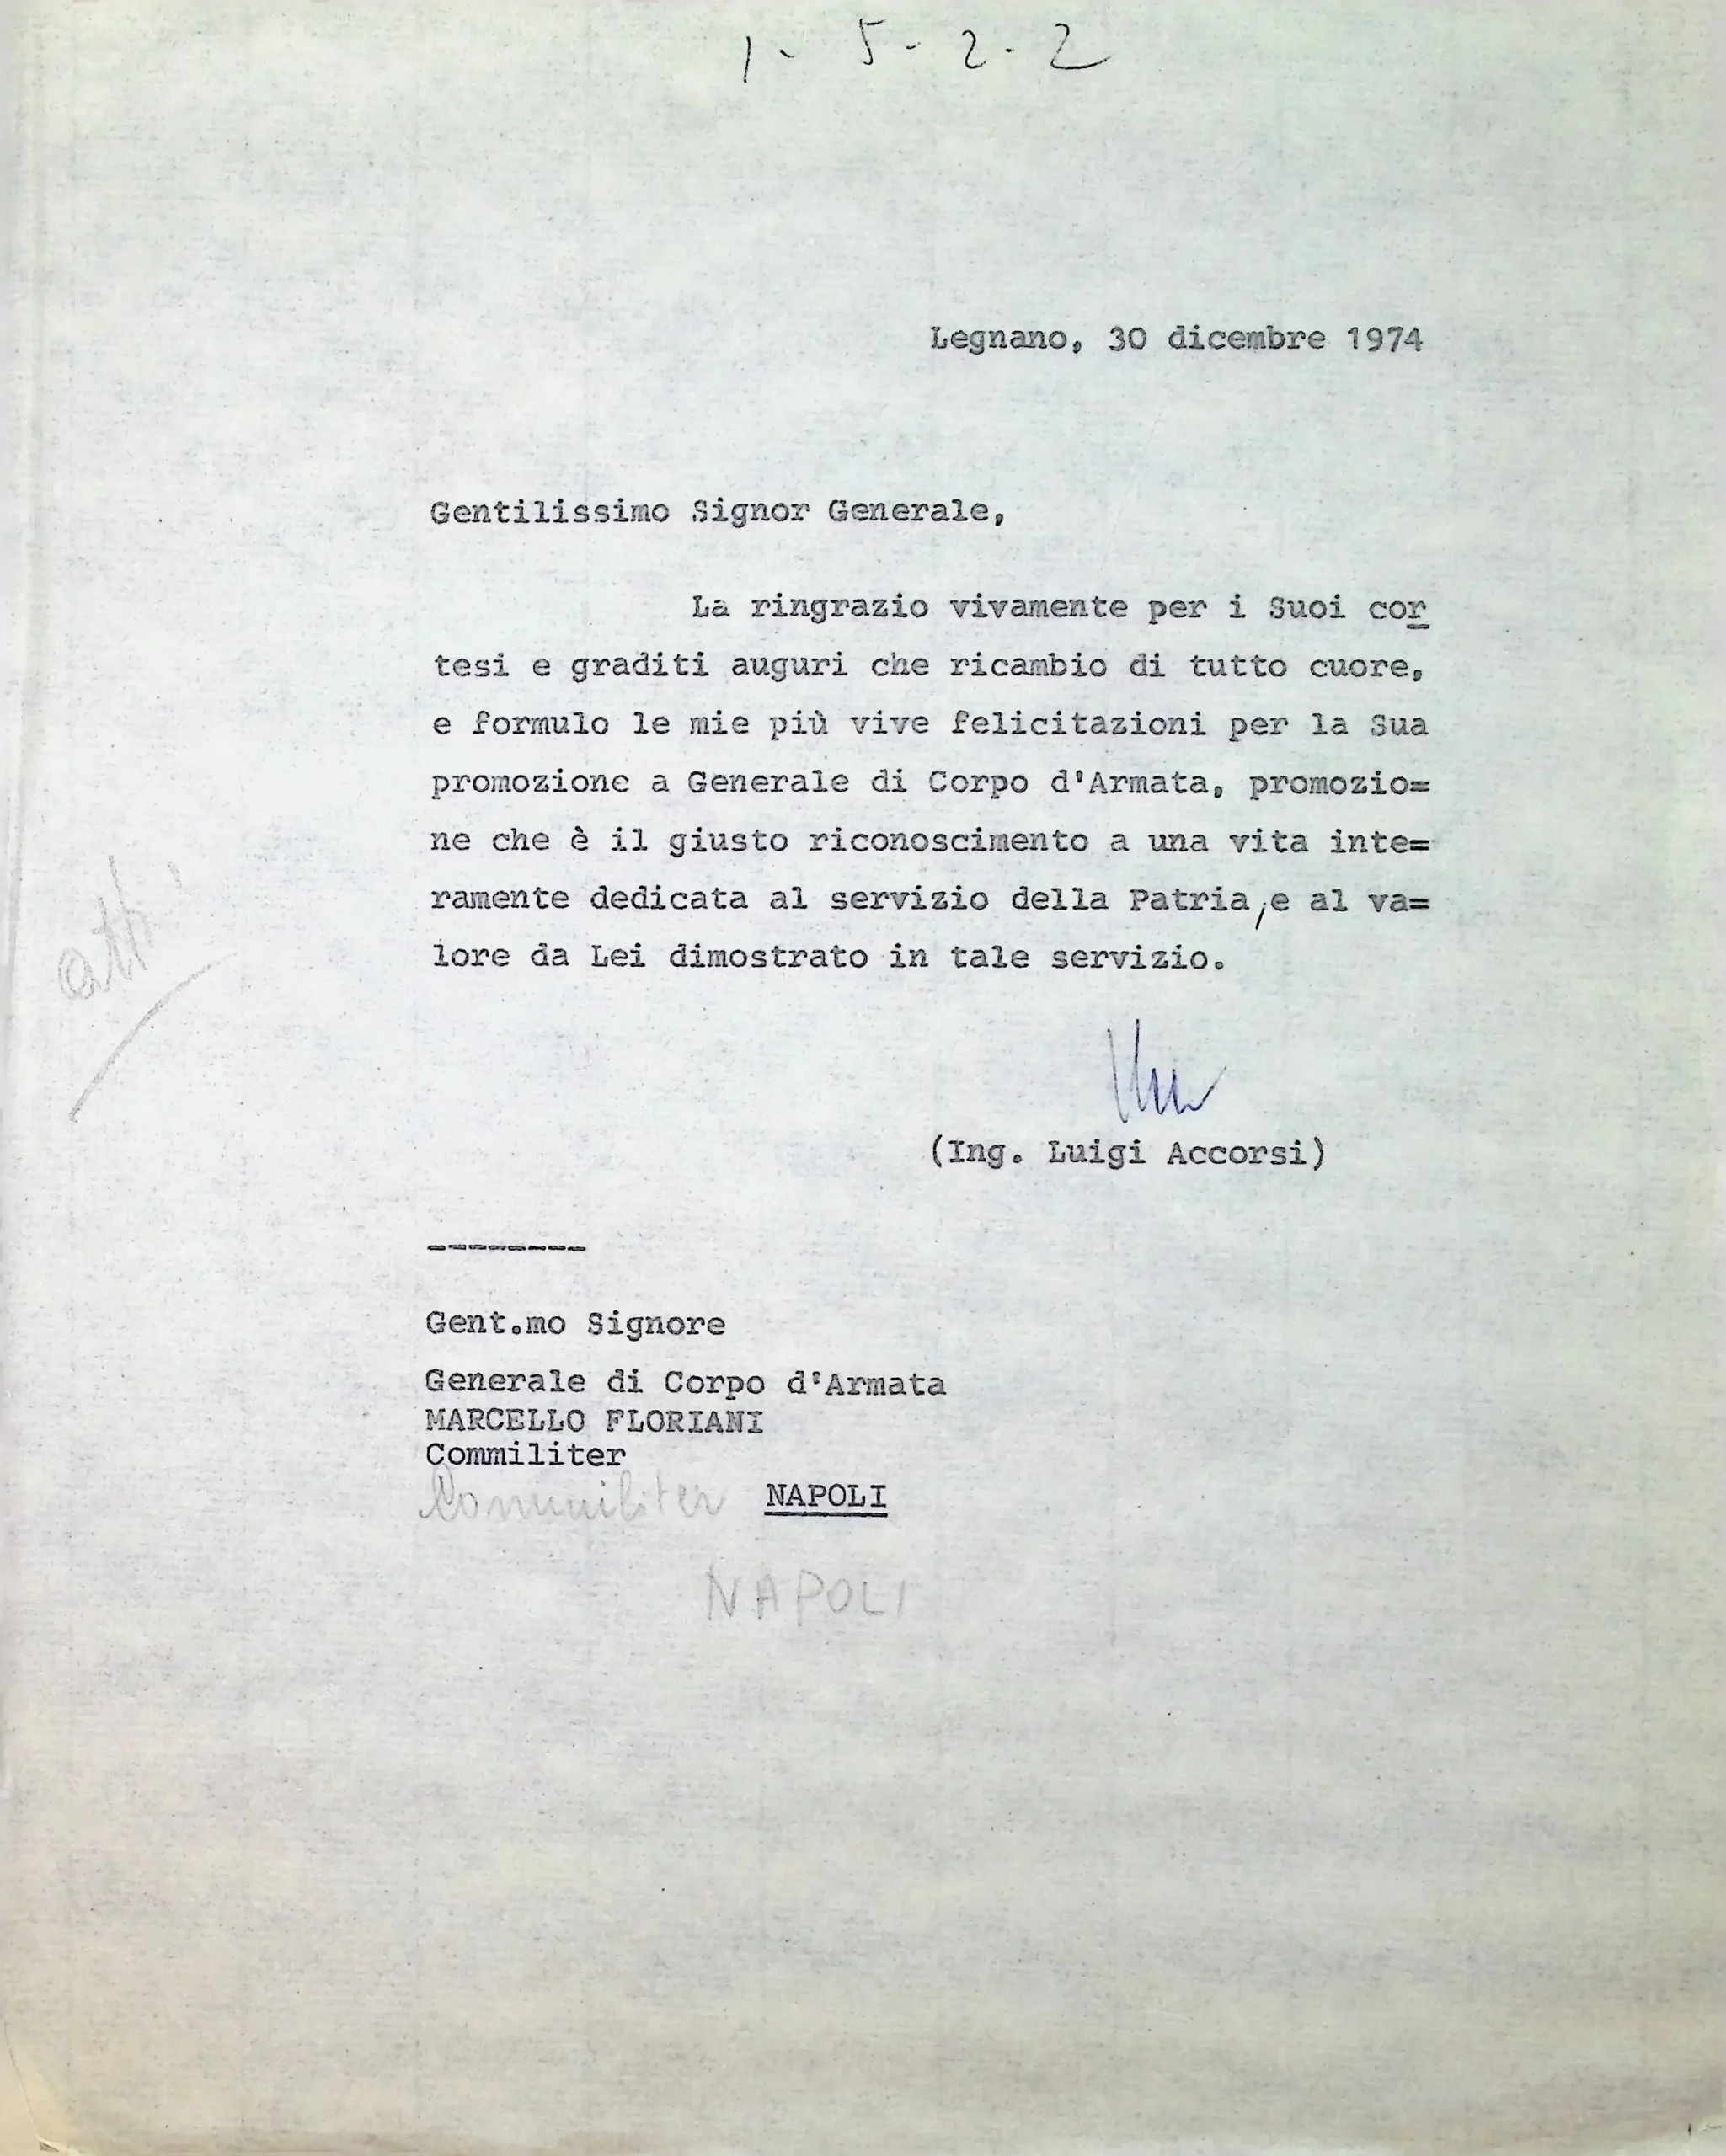 1-5-2-2
Legnano, 30 dicembre 1974
Gentilissimo Signor Generale,
La ringrazio vivamente per i Suoi cor
tesi e graditi auguri che ricambio di tutto cuore,
e formulo le mie più vive felicitazioni per la Sua
promozione a Generale di Corpo d'Armata, promozio=
ne che è il giusto riconoscimento a una vita inte=
ramente dedicata al servizio della Patria,e al va=
lore da Lei dimostrato in tale servizio.
atti
(Ing. Luigi Accorsi)
--------
Gent.mo Signore
Generale di Corpo d'Armata
MARCELLO FLORIANI
Commiliter
Commiliter NAPOLI
NAPOLI